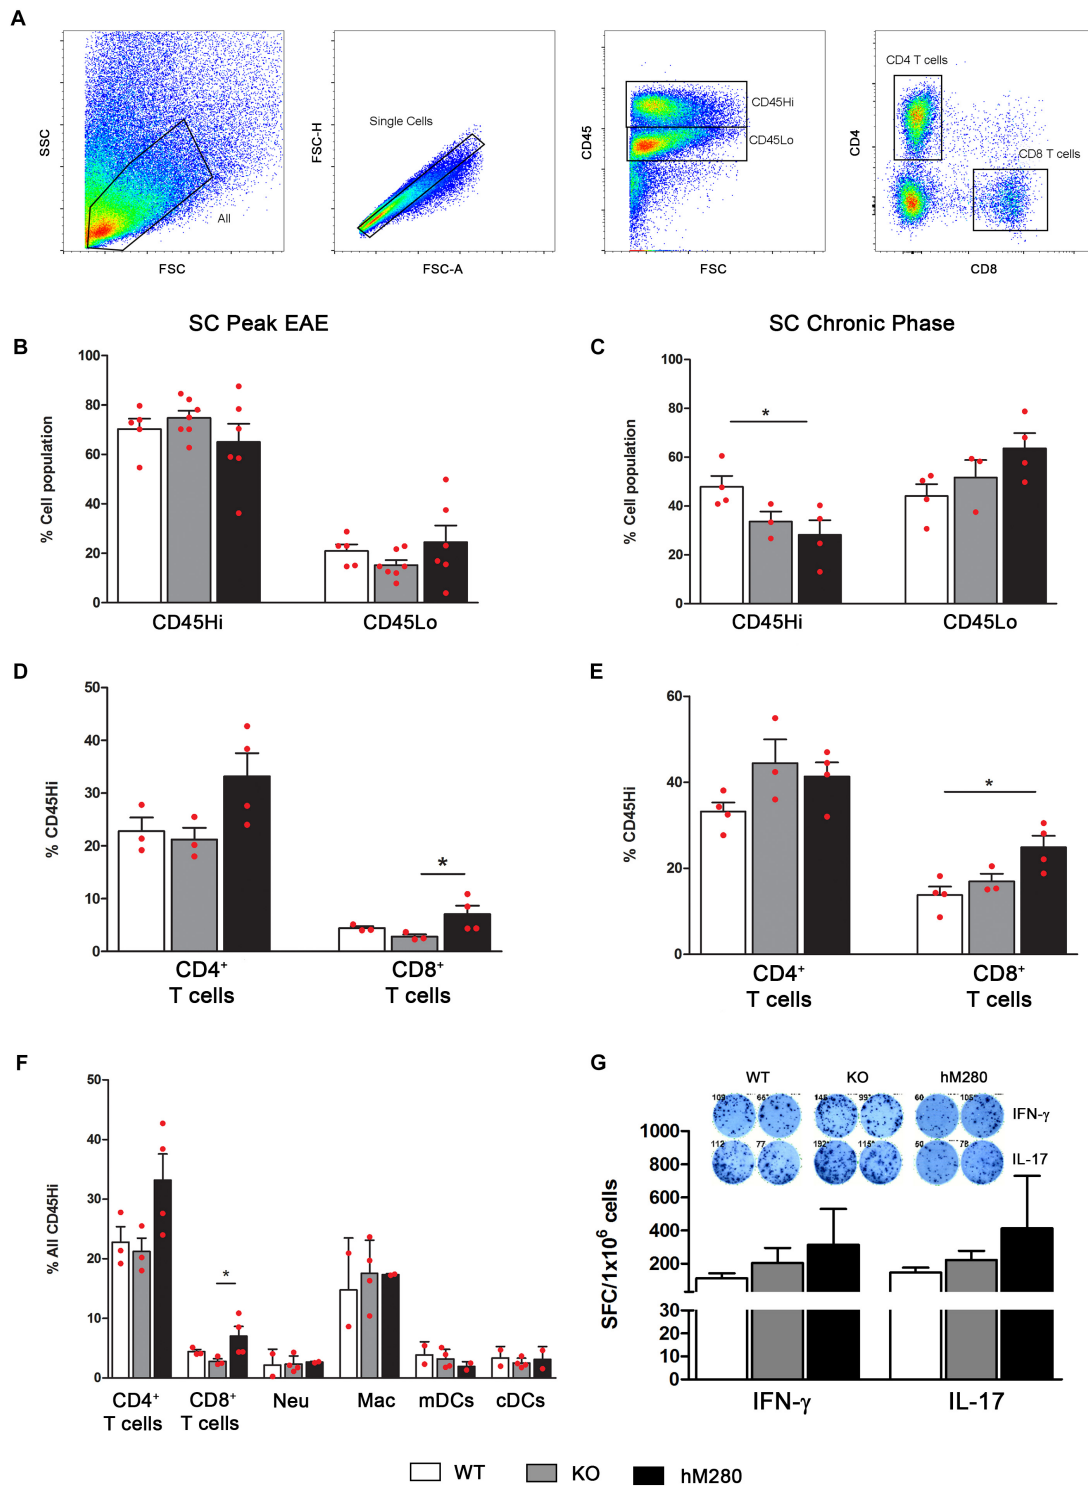 A
SSC
All
FSC
FSC-H
Single Cells
FSC-A
CD45
CD45Hi
CD45Lo
FSC
CD4
CD4 T cells
CD8 T cells
CD8
SC Peak EAE
SC Chronic Phase
B
% Cell population
100
80
60
40
20
0
CD45Hi
CD45Lo
C
% Cell population
100
80
60
40
20
0
*
CD45Hi
CD45Lo
D
% CD45Hi
50
40
30
20
10
0
*
CD4⁺
T cells
CD8⁺
T cells
E
% CD45Hi
60
40
20
0
*
CD4⁺
T cells
CD8⁺
T cells
F
% All CD45Hi
50
40
30
20
10
0
*
CD4⁺
T cells
CD8⁺
T cells
Neu
Mac
mDCs
cDCs
G
WT
KO
hM280
IFN-γ
IL-17
112
77
50
78
60
SFC/1x10⁶ cells
1000
800
600
400
200
30
20
10
0
IFN-γ
IL-17
WT
KO
hM280